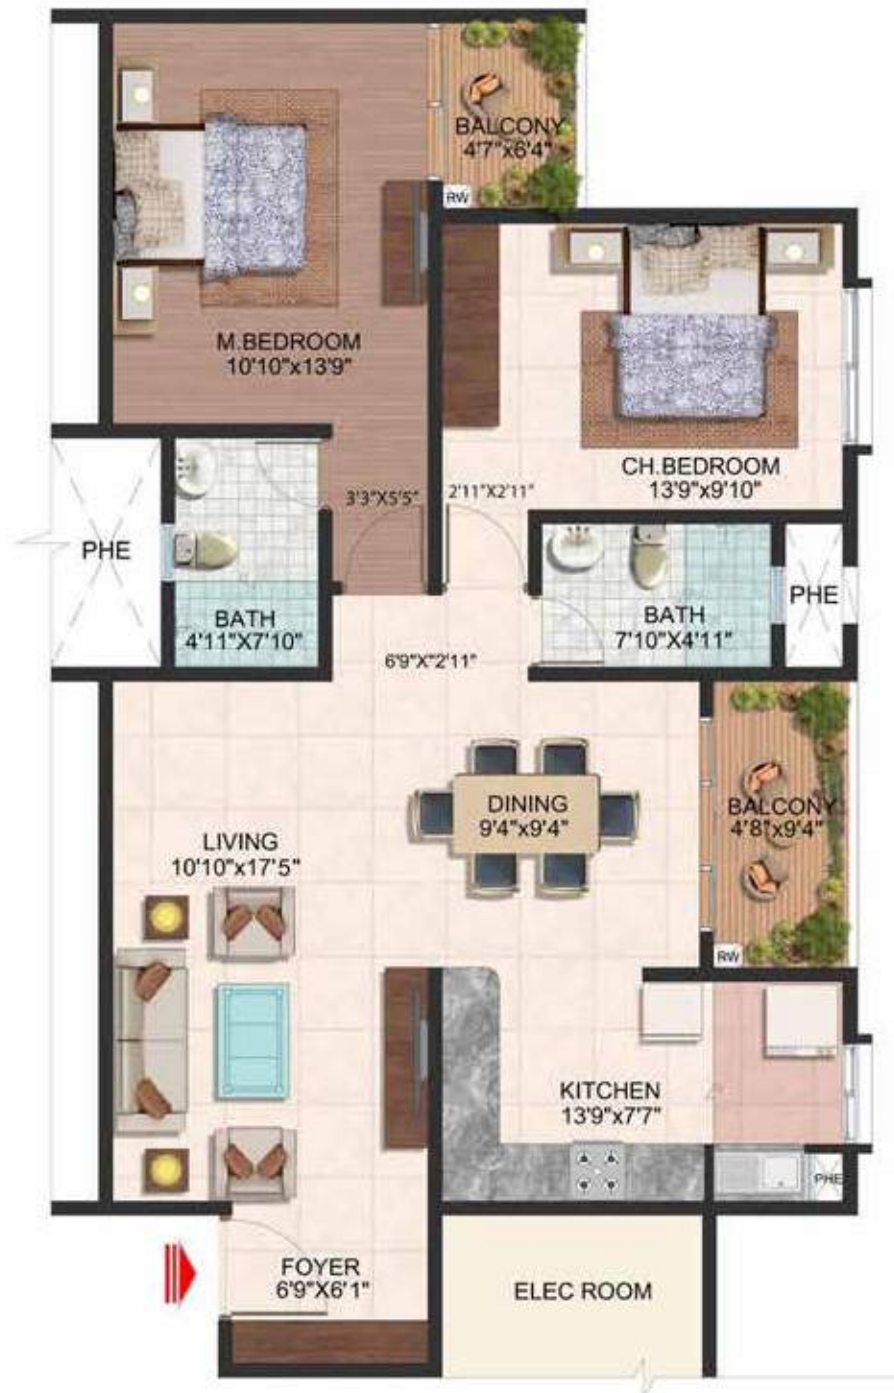 BALCONY
4'7"x6'4"
RW
M.BEDROOM
10'10"x13'9"
CH.BEDROOM
13'9"x9'10"
3'3"X5'5"
2'11"X2'11"
PHE
BATH
4'11"X7'10"
BATH
7'10"X4'11"
PHE
6'9"X"2'11"
DINING
9'4"x9'4"
BALCONY
4'8"x9'4"
LIVING
10'10"x17'5"
RW
KITCHEN
13'9"x7'7"
PHE
FOYER
6'9"X6'1"
ELEC ROOM